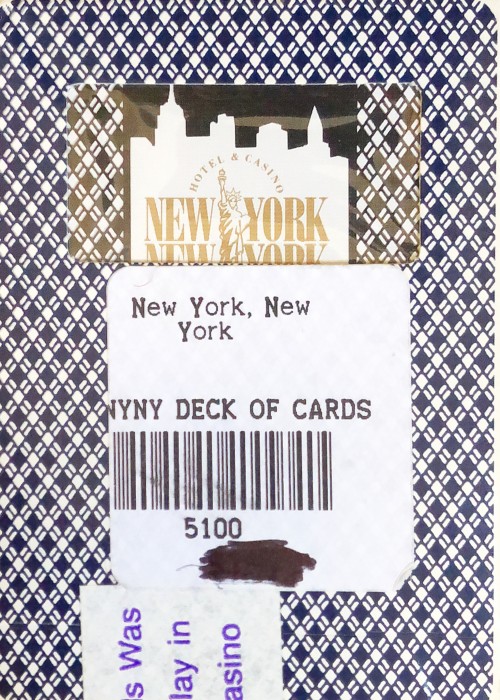 HOTEL & CASINO
NEW YORK
NEW YORK
New York, New
York
NYNY DECK OF CARDS
5100
s Was
lay in
asino